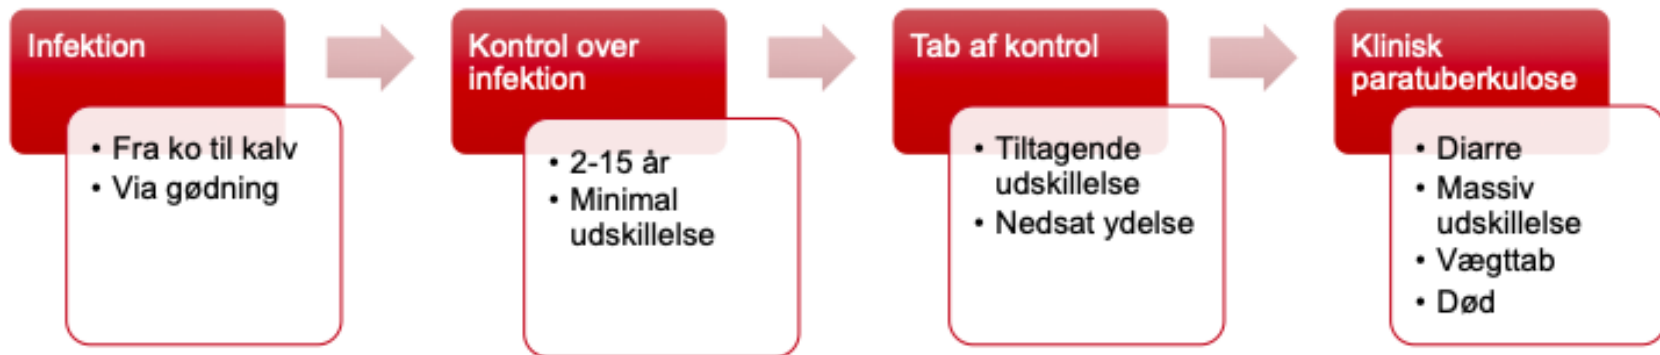 Infektion
• Fra ko til kalv
• Via gødning
Kontrol over
infektion
• 2-15 år
• Minimal
udskillelse
Tab af kontrol
• Tiltagende
udskillelse
• Nedsat ydelse
Klinisk
paratuberkulose
• Diarre
• Massiv
udskillelse
• Vægttab
• Død